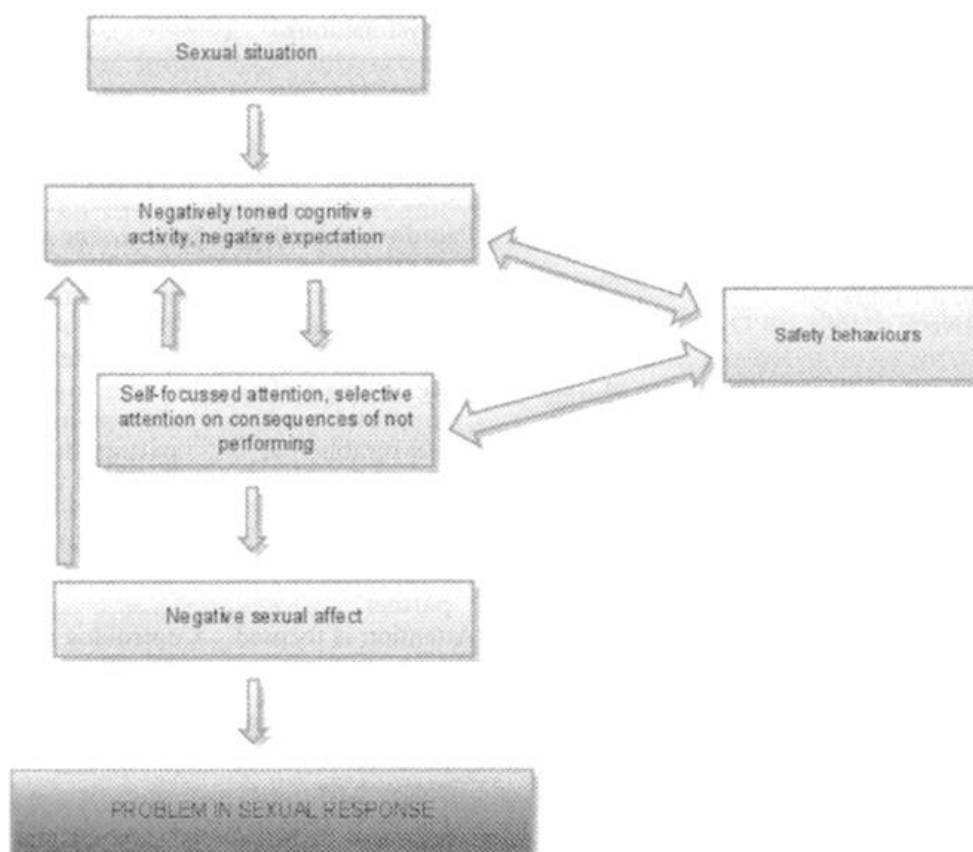 Sexual situation
Negatively toned cognitive
activity, negative expectation
Safety behaviours
Self-focussed attention, selective
attention on consequences of not
performing
Negative sexual affect
PROBLEM IN SEXUAL RESPONSE